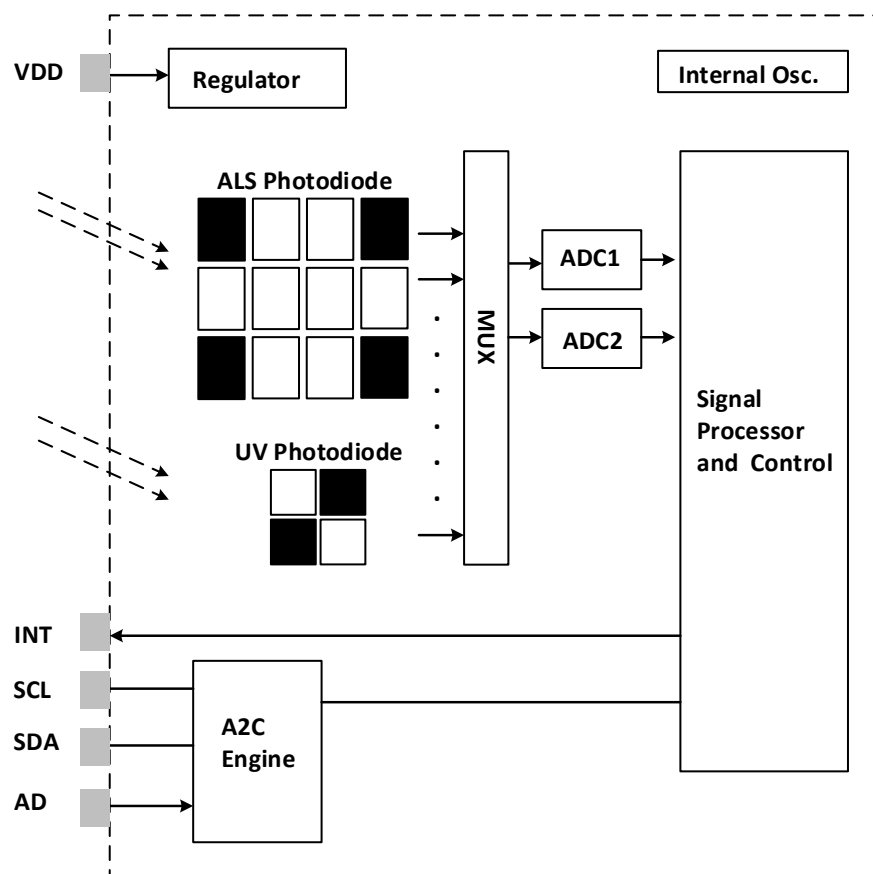 VDD
Regulator
Internal Osc.
ALS Photodiode
ADC1
MUX
ADC2
Signal
Processor
and Control
UV Photodiode
INT
SCL
A2C
SDA
Engine
AD